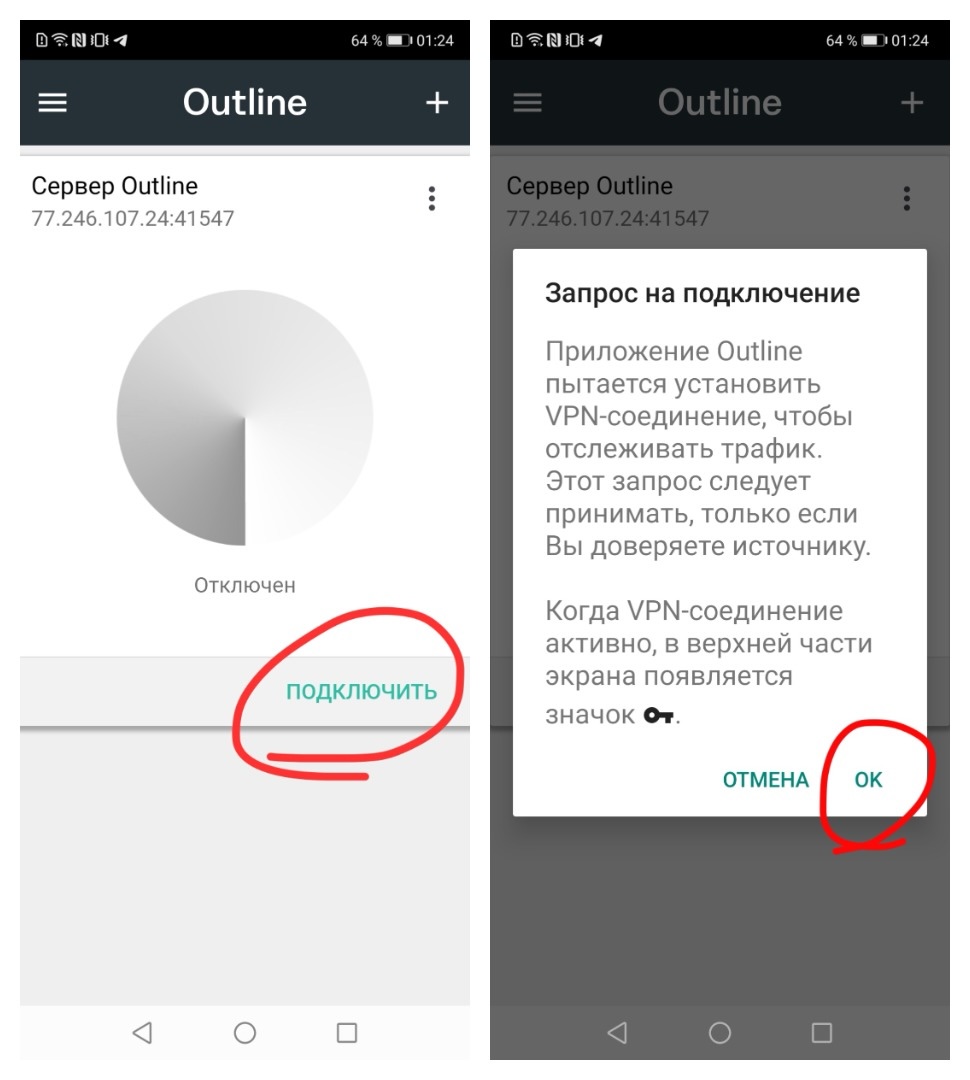 64 % 01:24
Outline
Сервер Outline
77.246.107.24:41547
Отключен
ПОДКЛЮЧИТЬ
64 % 01:24
Outline
Сервер Outline
77.246.107.24:41547
Запрос на подключение
Приложение Outline
пытается установить
VPN-соединение, чтобы
отслеживать трафик.
Этот запрос следует
принимать, только если
Вы доверяете источнику.
Когда VPN-соединение
активно, в верхней части
экрана появляется
значок .
ОТМЕНА OK